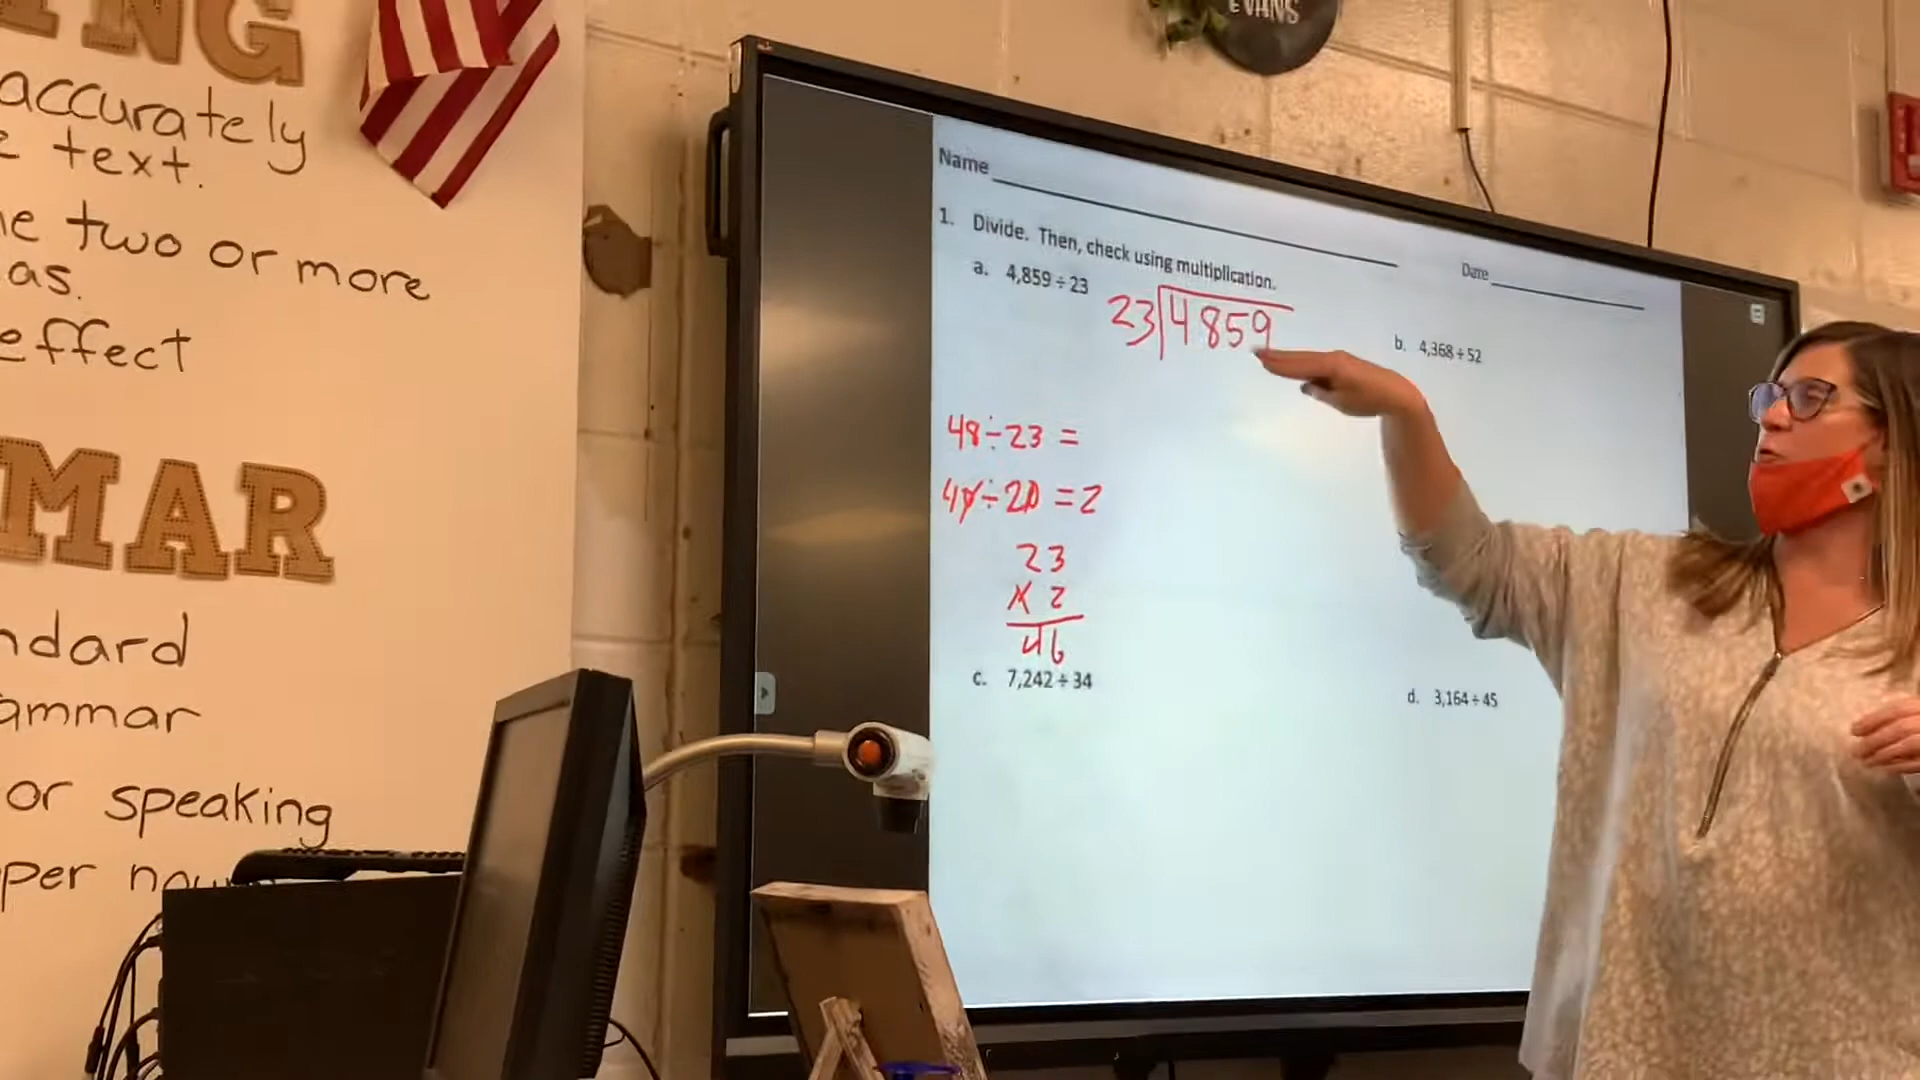 accurately
text.
two or more
as.
effect
MAR
or speaking
per
EVANS
Name
Date
1. Divide. Then, check using multiplication.
a. 4,859 ÷ 23
23 4859
b. 4,368 ÷ 52
48 ÷ 23 =
40 ÷ 20 = 2
23
x 2
46
c. 7,242 ÷ 34
d. 3,164 ÷ 45